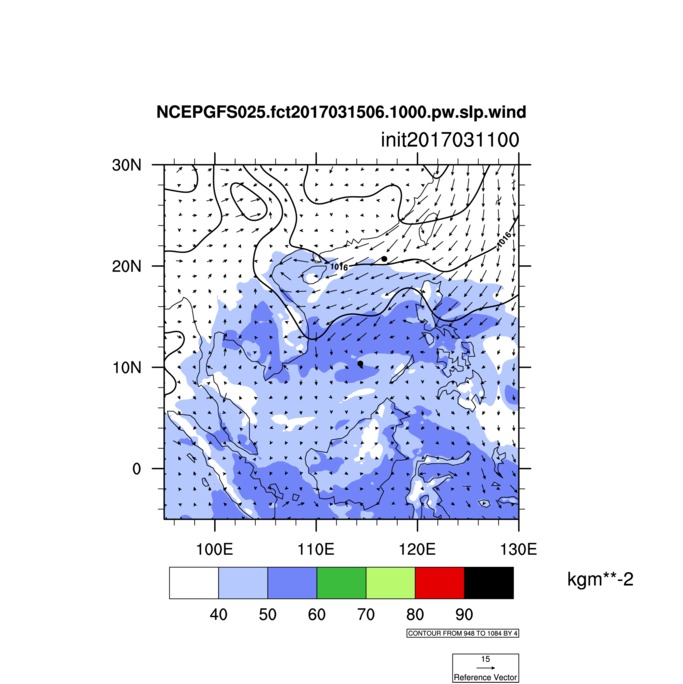 NCEPGFS025.fct2017031506.1000.pw.slp.wind
init2017031100
30N
20N
10N
0
1016
1016
100E 110E 120E 130E
kgm**-2
40 50 60 70 80 90
CONTOUR FROM 948 TO 1084 BY 4
15
Reference Vector